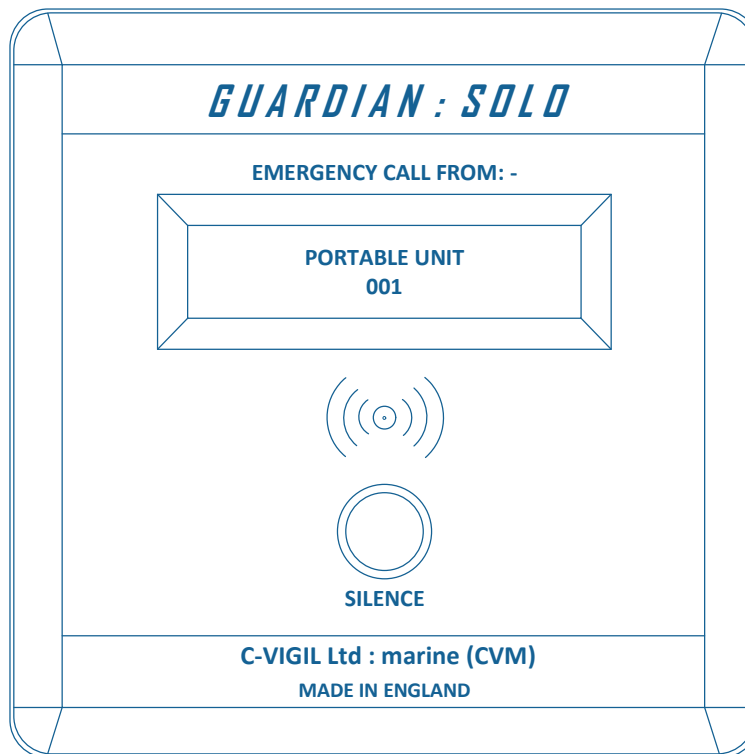 GUARDIAN : SOLO
EMERGENCY CALL FROM: -
PORTABLE UNIT
001
SILENCE
C-VIGIL Ltd : marine (CVM)
MADE IN ENGLAND